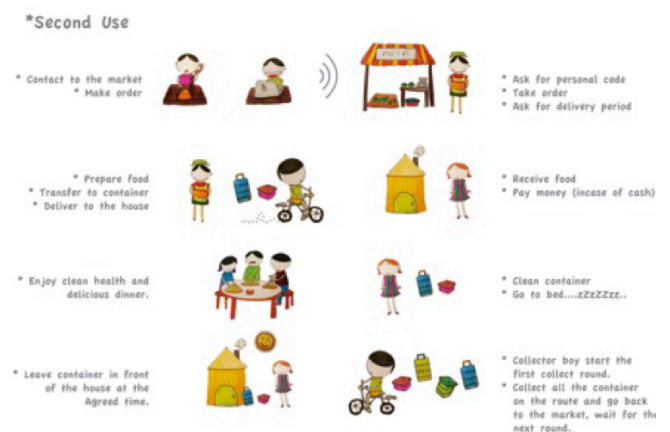 *Second Use
* Contact to the market
* Make order
* Ask for personal code
* Take order
* Ask for delivery period
* Prepare food
* Transfer to container
* Deliver to the house
* Receive food
* Pay money (incase of cash)
* Enjoy clean health and
delicious dinner.
* Clean container
* Go to bed....zZzZZzz..
* Leave container in front
of the house at the
Agreed time.
* Collector boy start the
first collect round.
* Collect all the container
on the route and go back
to the market, wait for the
next round.